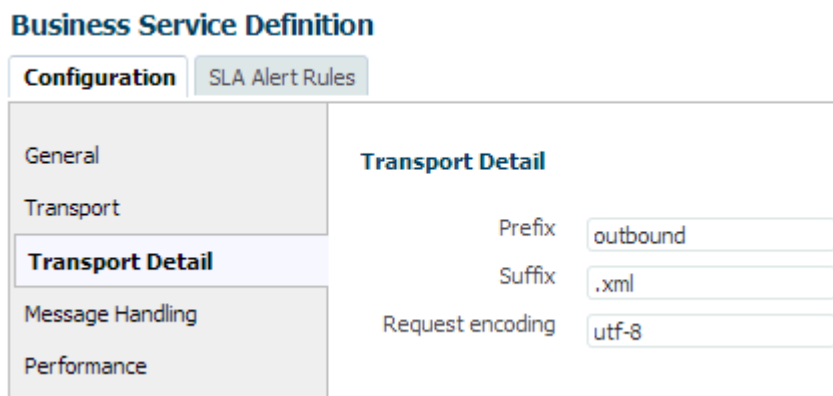 Business Service Definition
Configuration SLA Alert Rules
General
Transport
Transport Detail
Message Handling
Performance
Transport Detail
Prefix outbound
Suffix .xml
Request encoding utf-8